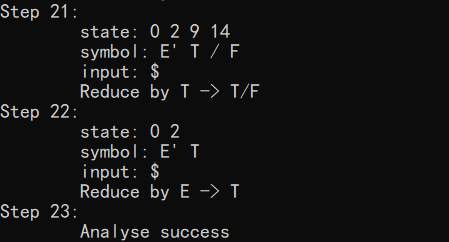 Step 21:
state: 0 2 9 14
symbol: E' T / F
input: $
Reduce by T -> T/F
Step 22:
state: 0 2
symbol: E' T
input: $
Reduce by E -> T
Step 23:
Analyse success